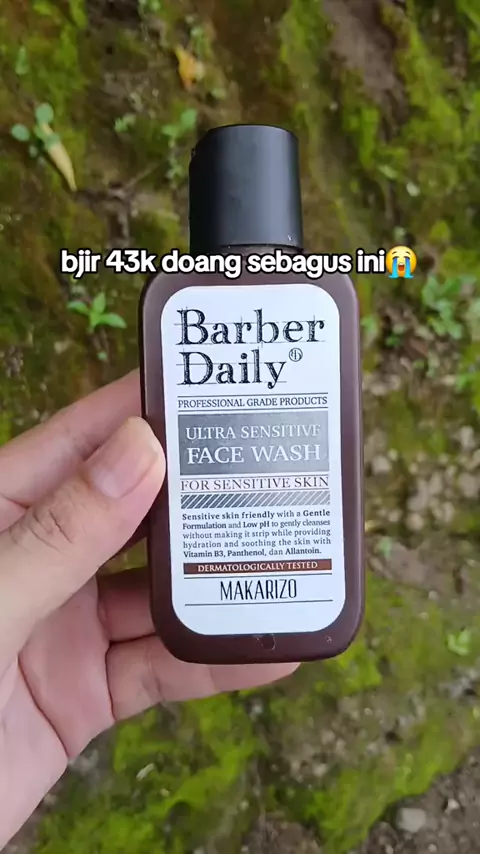 bjir 43k doang sebagus ini😭
Barber
Daily
PROFESSIONAL GRADE PRODUCTS
ULTRA SENSITIVE
FACE WASH
FOR SENSITIVE SKIN
Sensitive skin friendly with a Gentle
Formulation and Low pH to gently cleanses
without making it strip while providing
hydration and soothing the skin with
Vitamin B3, Panthenol, dan Allantoin.
DERMATOLOGICALLY TESTED
MAKARIZO